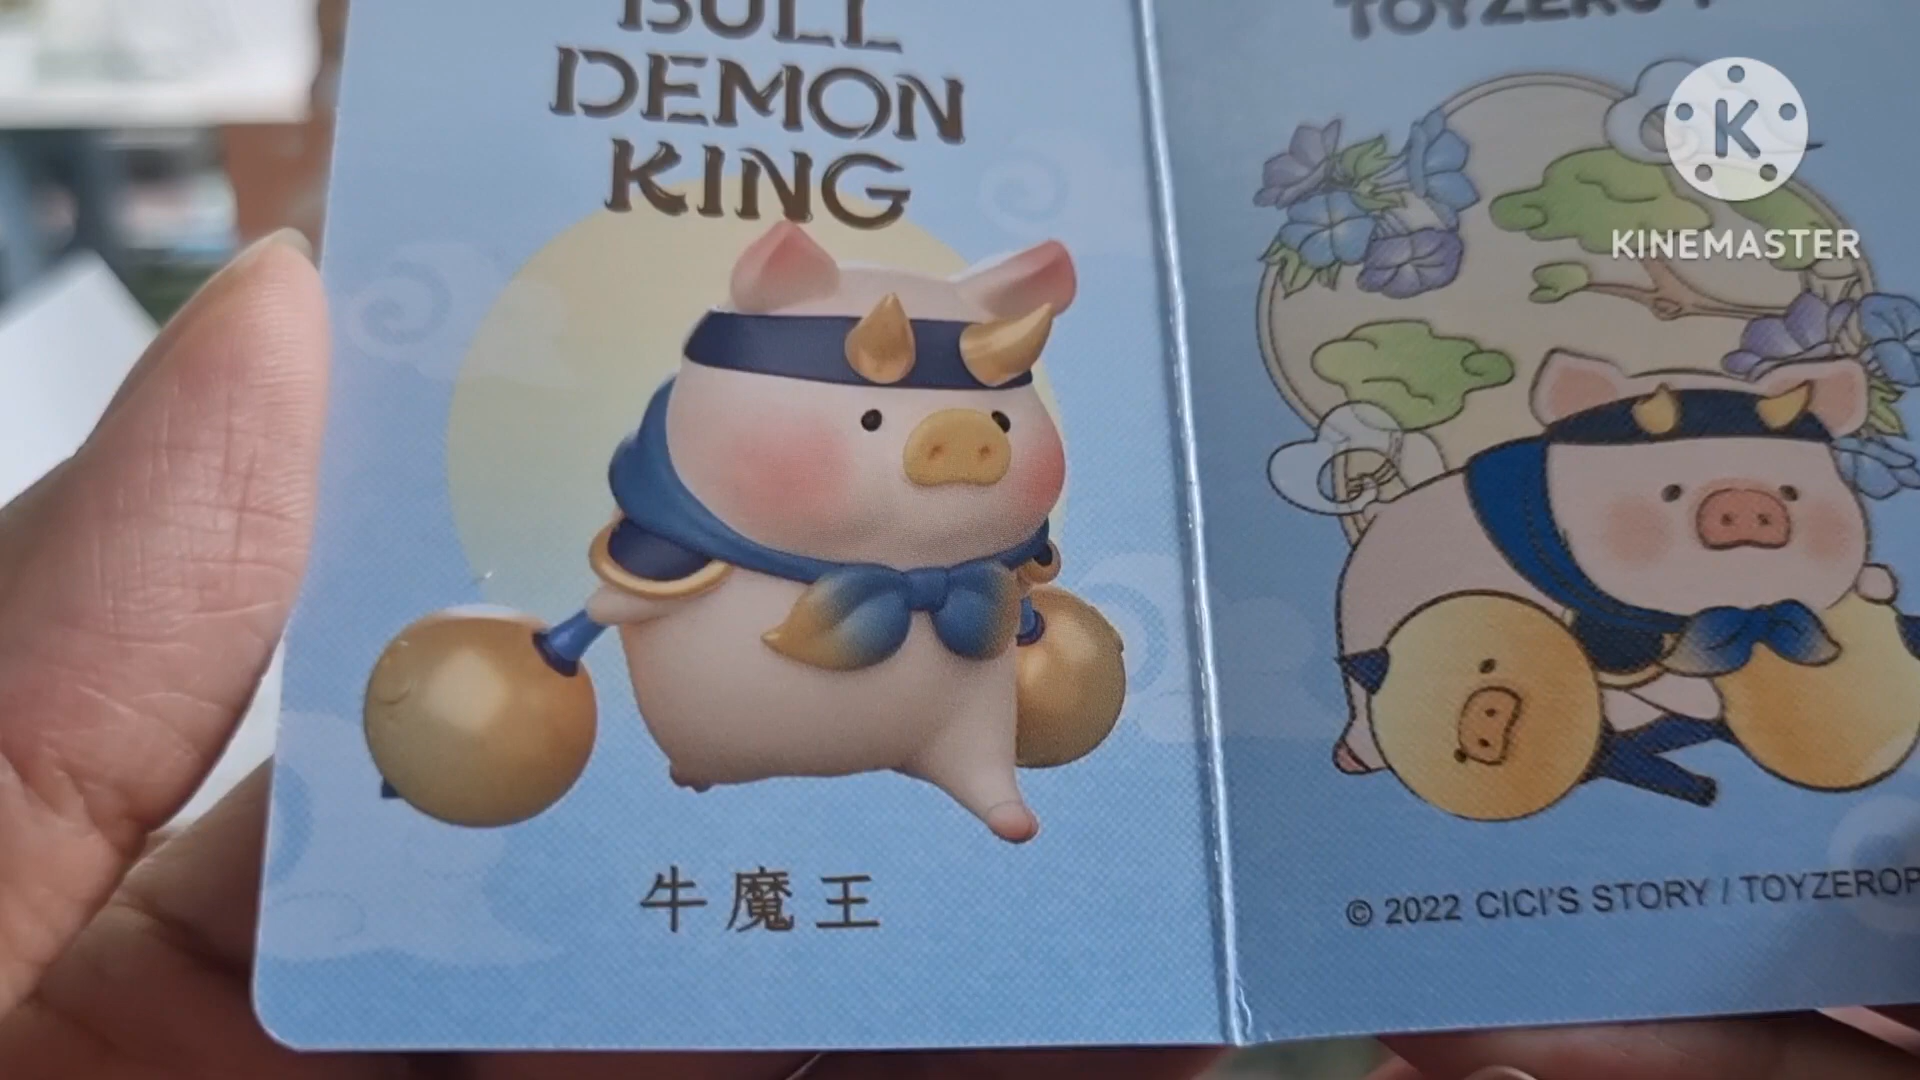 BULL
DEMON
KING
牛魔王
TOYZERO+
K
KINEMASTER
© 2022 CICI'S STORY / TOYZEROP